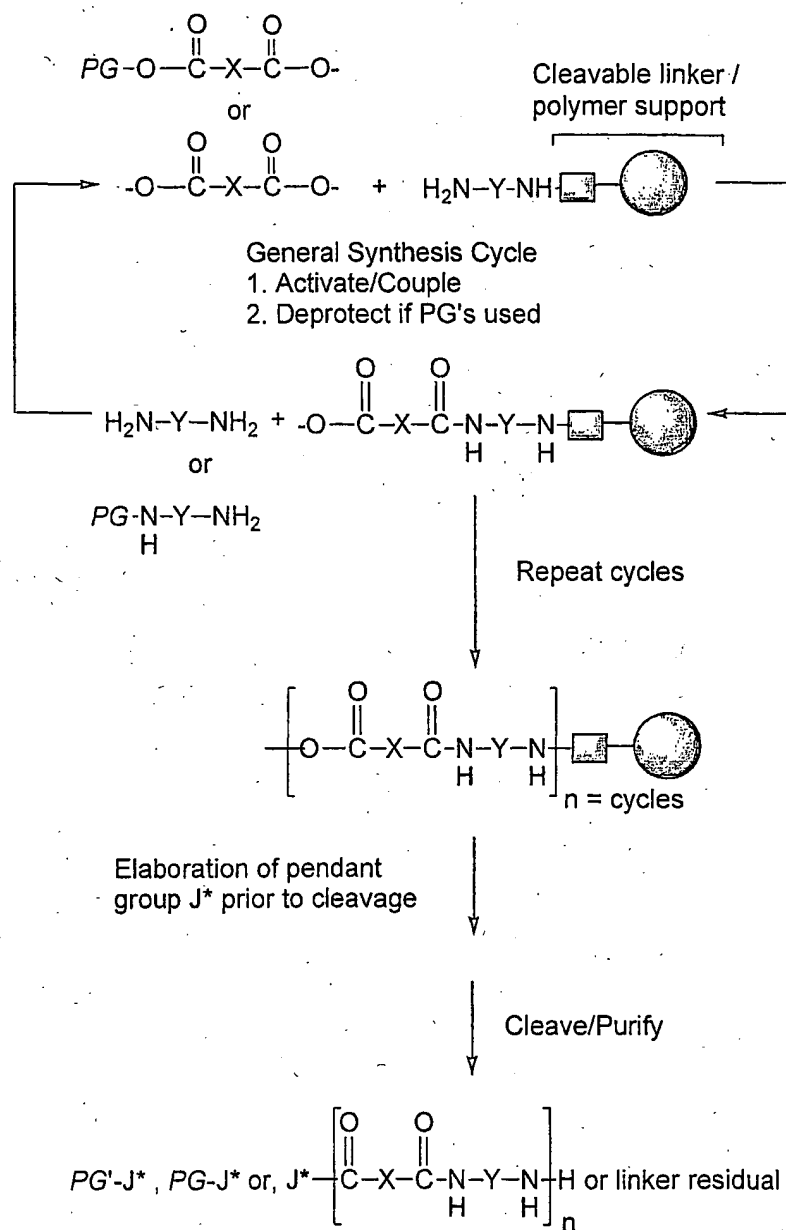 O O
PG-O-C-X-C-O-
or
Cleavable linker /
polymer support
O O
-O-C-X-C-O- + H₂N-Y-NH
General Synthesis Cycle
1. Activate/Couple
2. Deprotect if PG's used
O O
H₂N-Y-NH₂ + -O-C-X-C-N-Y-N
H H
or
PG-N-Y-NH₂
H
Repeat cycles
O O
O-C-X-C-N-Y-N
H H
n = cycles
Elaboration of pendant
group J* prior to cleavage
Cleave/Purify
O O
PG'-J* , PG-J* or, J*-[C-X-C-N-Y-N]-H or linker residual
H H
n